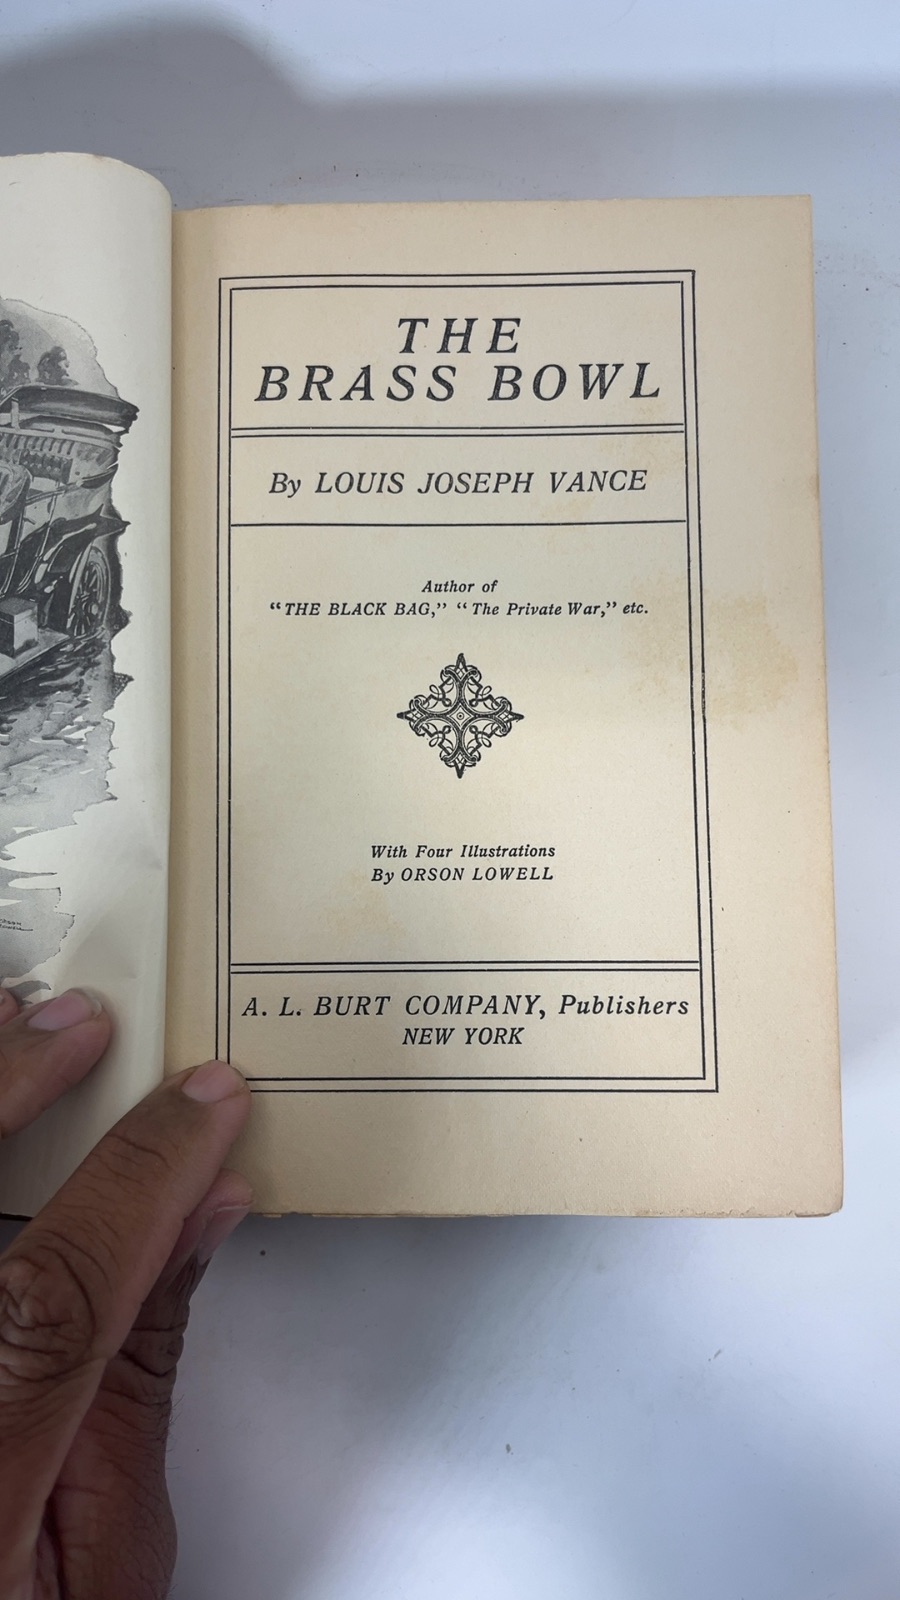 THE
BRASS BOWL
By LOUIS JOSEPH VANCE
Author of
"THE BLACK BAG," "The Private War," etc.
With Four Illustrations
By ORSON LOWELL
A. L. BURT COMPANY, Publishers
NEW YORK